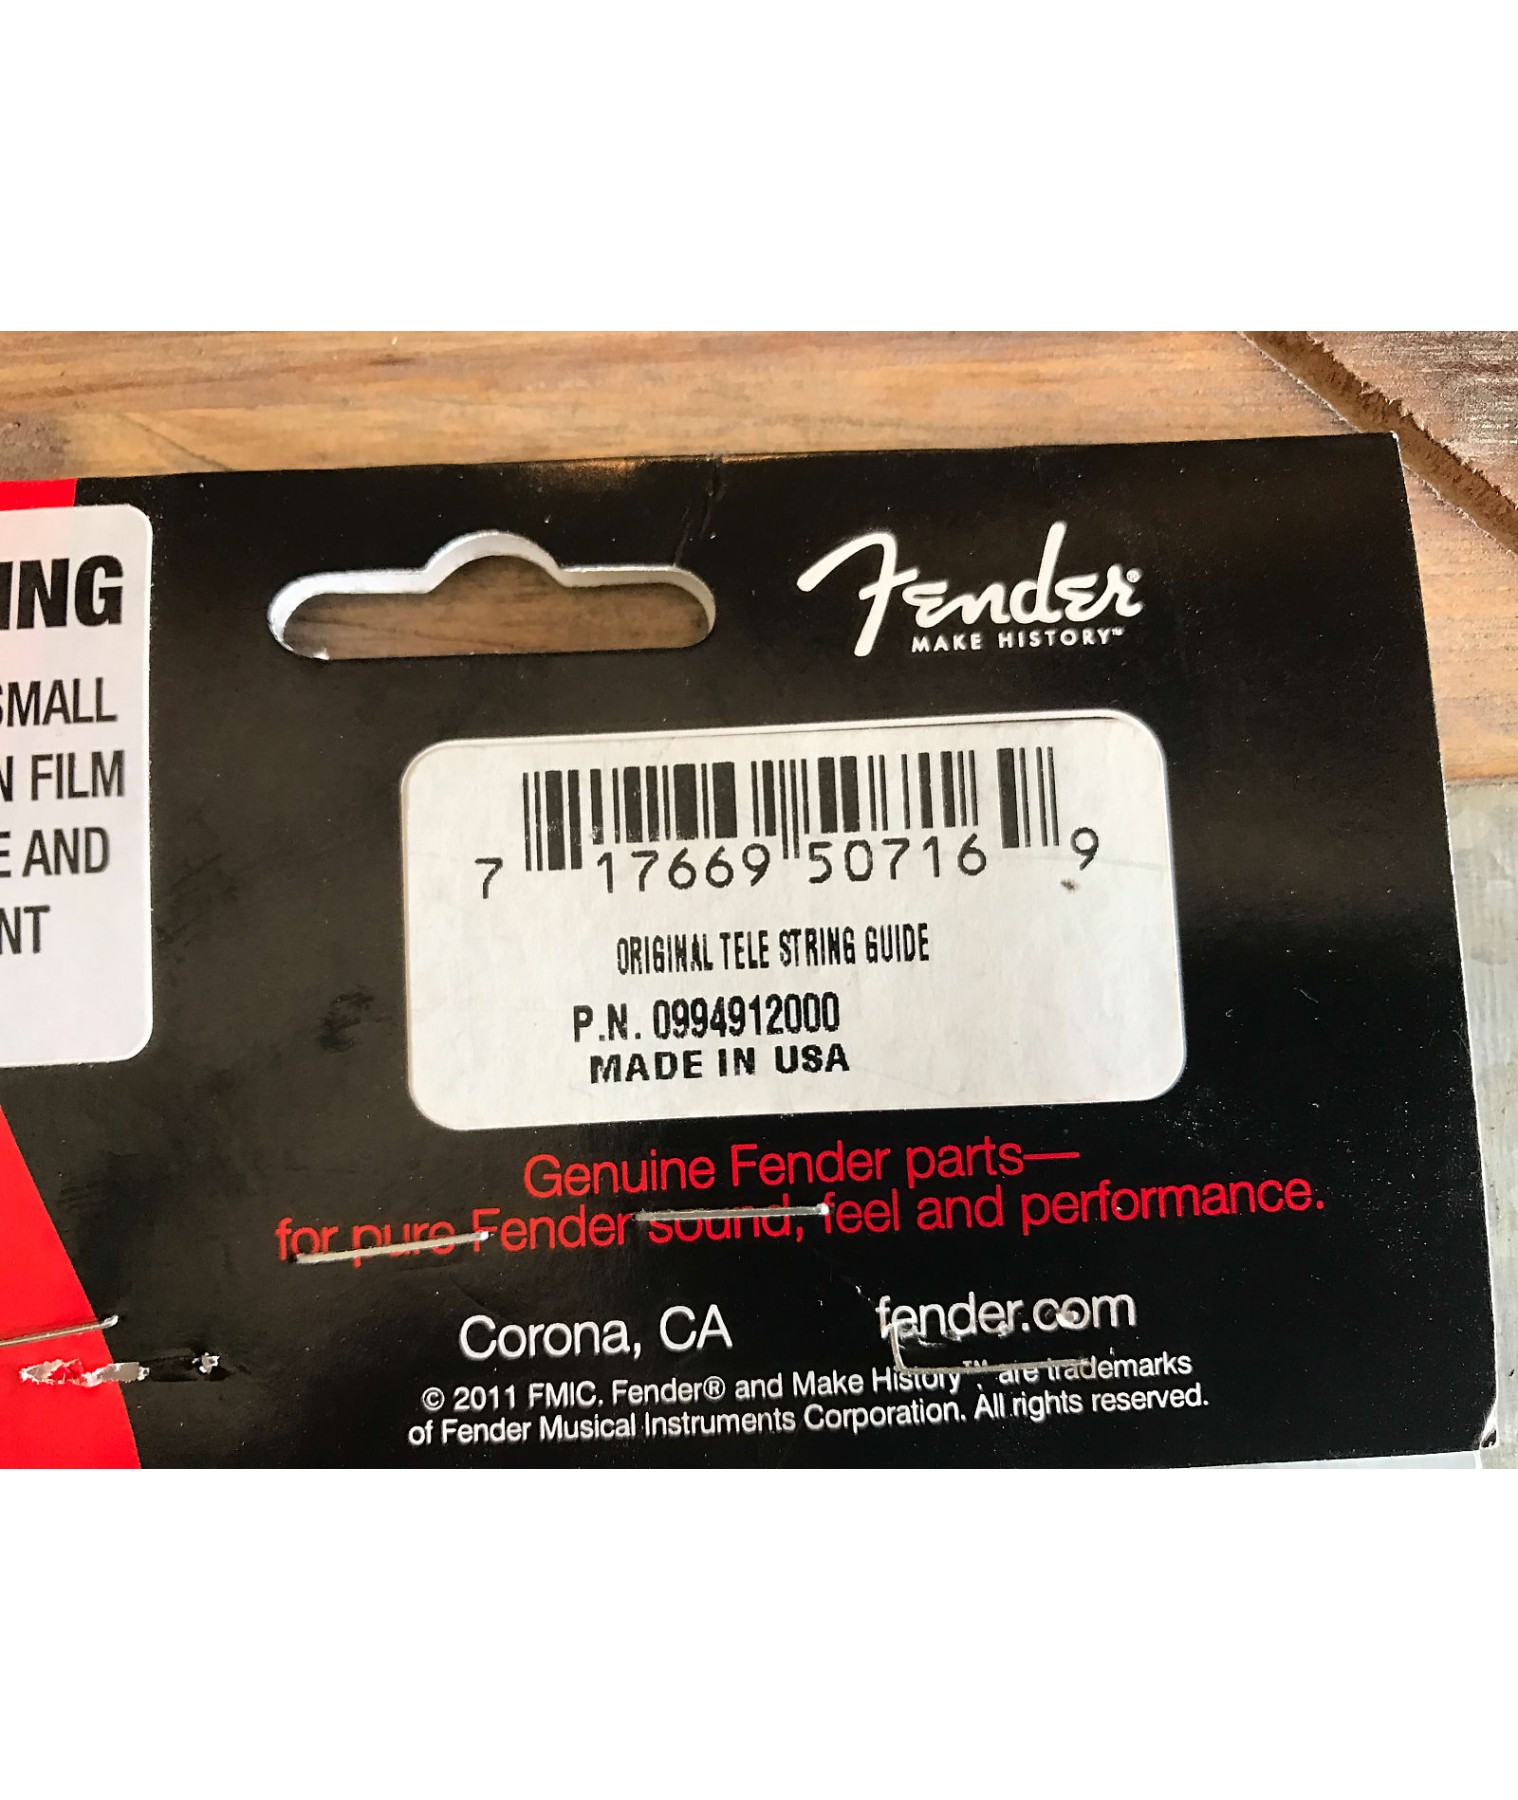 ING
SMALL
N FILM
E AND
NT
Fender®
MAKE HISTORY™
7 17669 50716 9
ORIGINAL TELE STRING GUIDE
P.N. 0994912000
MADE IN USA
Genuine Fender parts—
for pure Fender sound, feel and performance.
Corona, CA
fender.com
© 2011 FMIC. Fender® and Make History™ are trademarks
of Fender Musical Instruments Corporation. All rights reserved.